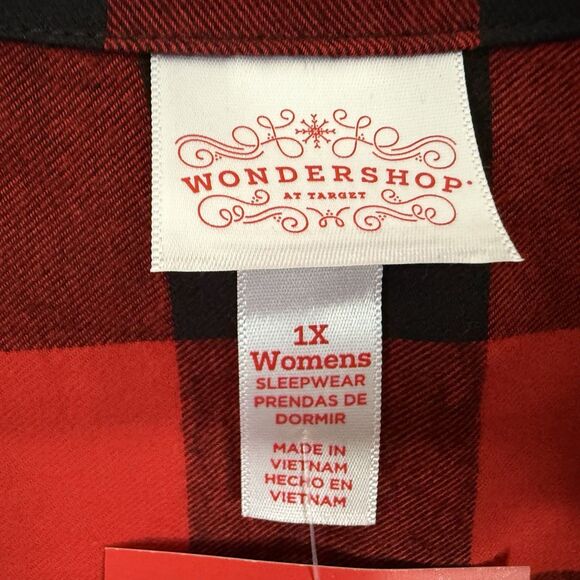 WONDERSHOP
AT TARGET
1X
Womens
SLEEPWEAR
PRENDAS DE
DORMIR
MADE IN
VIETNAM
HECHO EN
VIETNAM